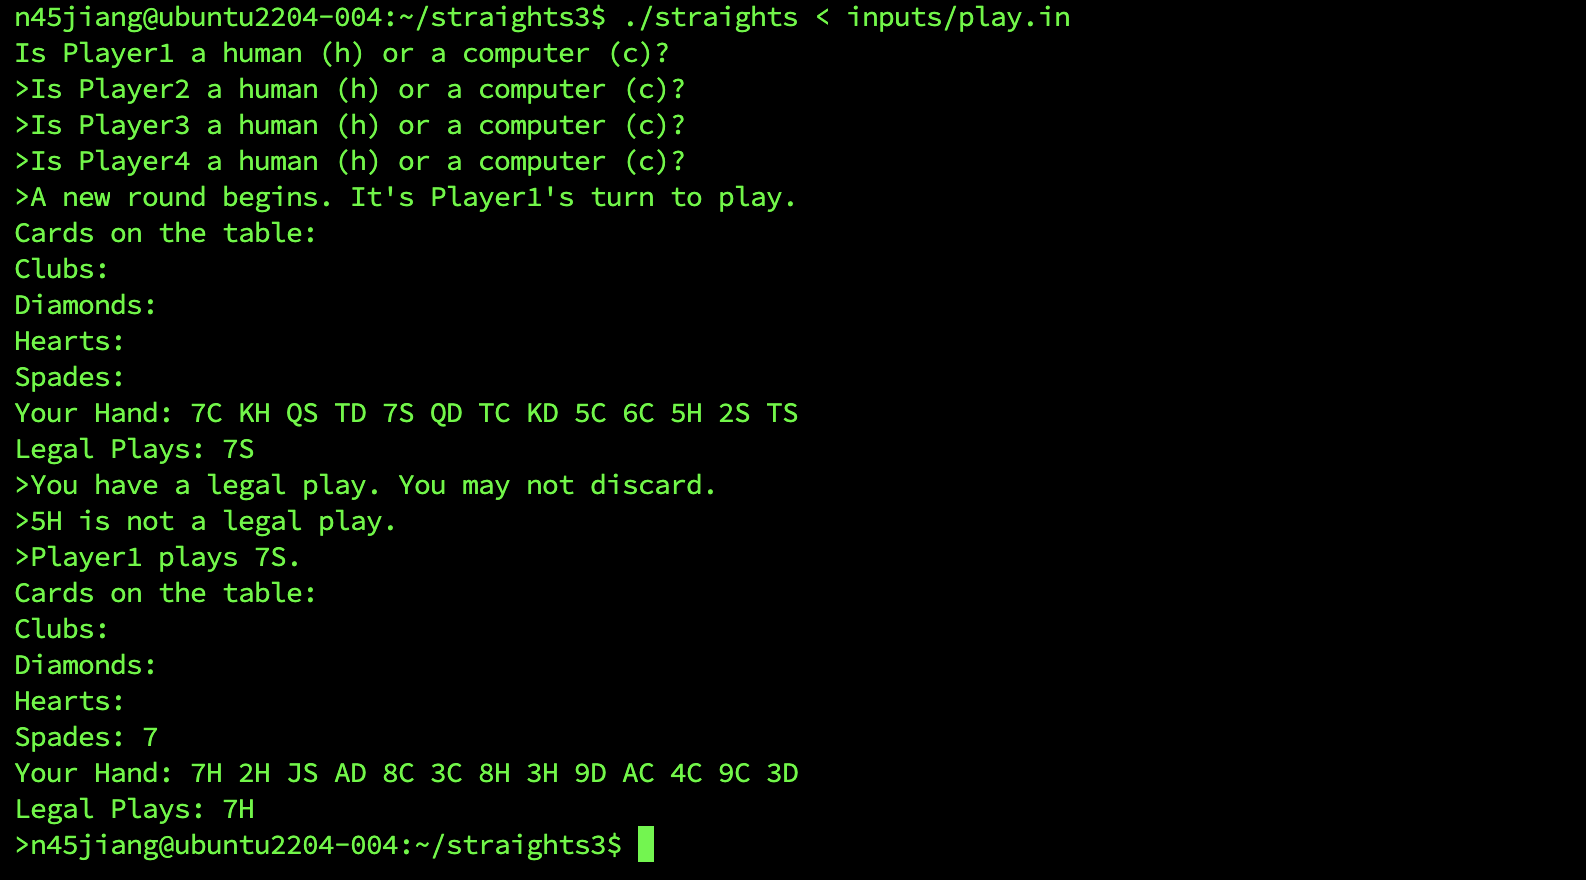 n45jiang@ubuntu2204-004:~/straights3$ ./straights < inputs/play.in
Is Player1 a human (h) or a computer (c)?
>Is Player2 a human (h) or a computer (c)?
>Is Player3 a human (h) or a computer (c)?
>Is Player4 a human (h) or a computer (c)?
>A new round begins. It's Player1's turn to play.
Cards on the table:
Clubs:
Diamonds:
Hearts:
Spades:
Your Hand: 7C KH QS TD 7S QD TC KD 5C 6C 5H 2S TS
Legal Plays: 7S
>You have a legal play. You may not discard.
>5H is not a legal play.
>Player1 plays 7S.
Cards on the table:
Clubs:
Diamonds:
Hearts:
Spades: 7
Your Hand: 7H 2H JS AD 8C 3C 8H 3H 9D AC 4C 9C 3D
Legal Plays: 7H
>n45jiang@ubuntu2204-004:~/straights3$